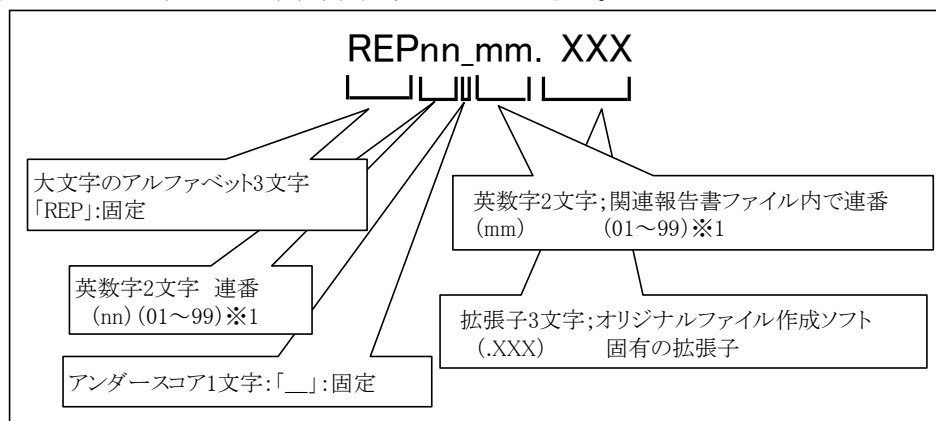 REPnn_mm. XXX
大文字のアルファベット3文字
「REP」:固定
英数字2文字;関連報告書ファイル内で連番
(mm) (01～99)※1
英数字2文字 連番
(nn)(01～99)※1
拡張子3文字;オリジナルファイル作成ソフト
(.XXX) 固有の拡張子
アンダースコア1文字:「__」:固定